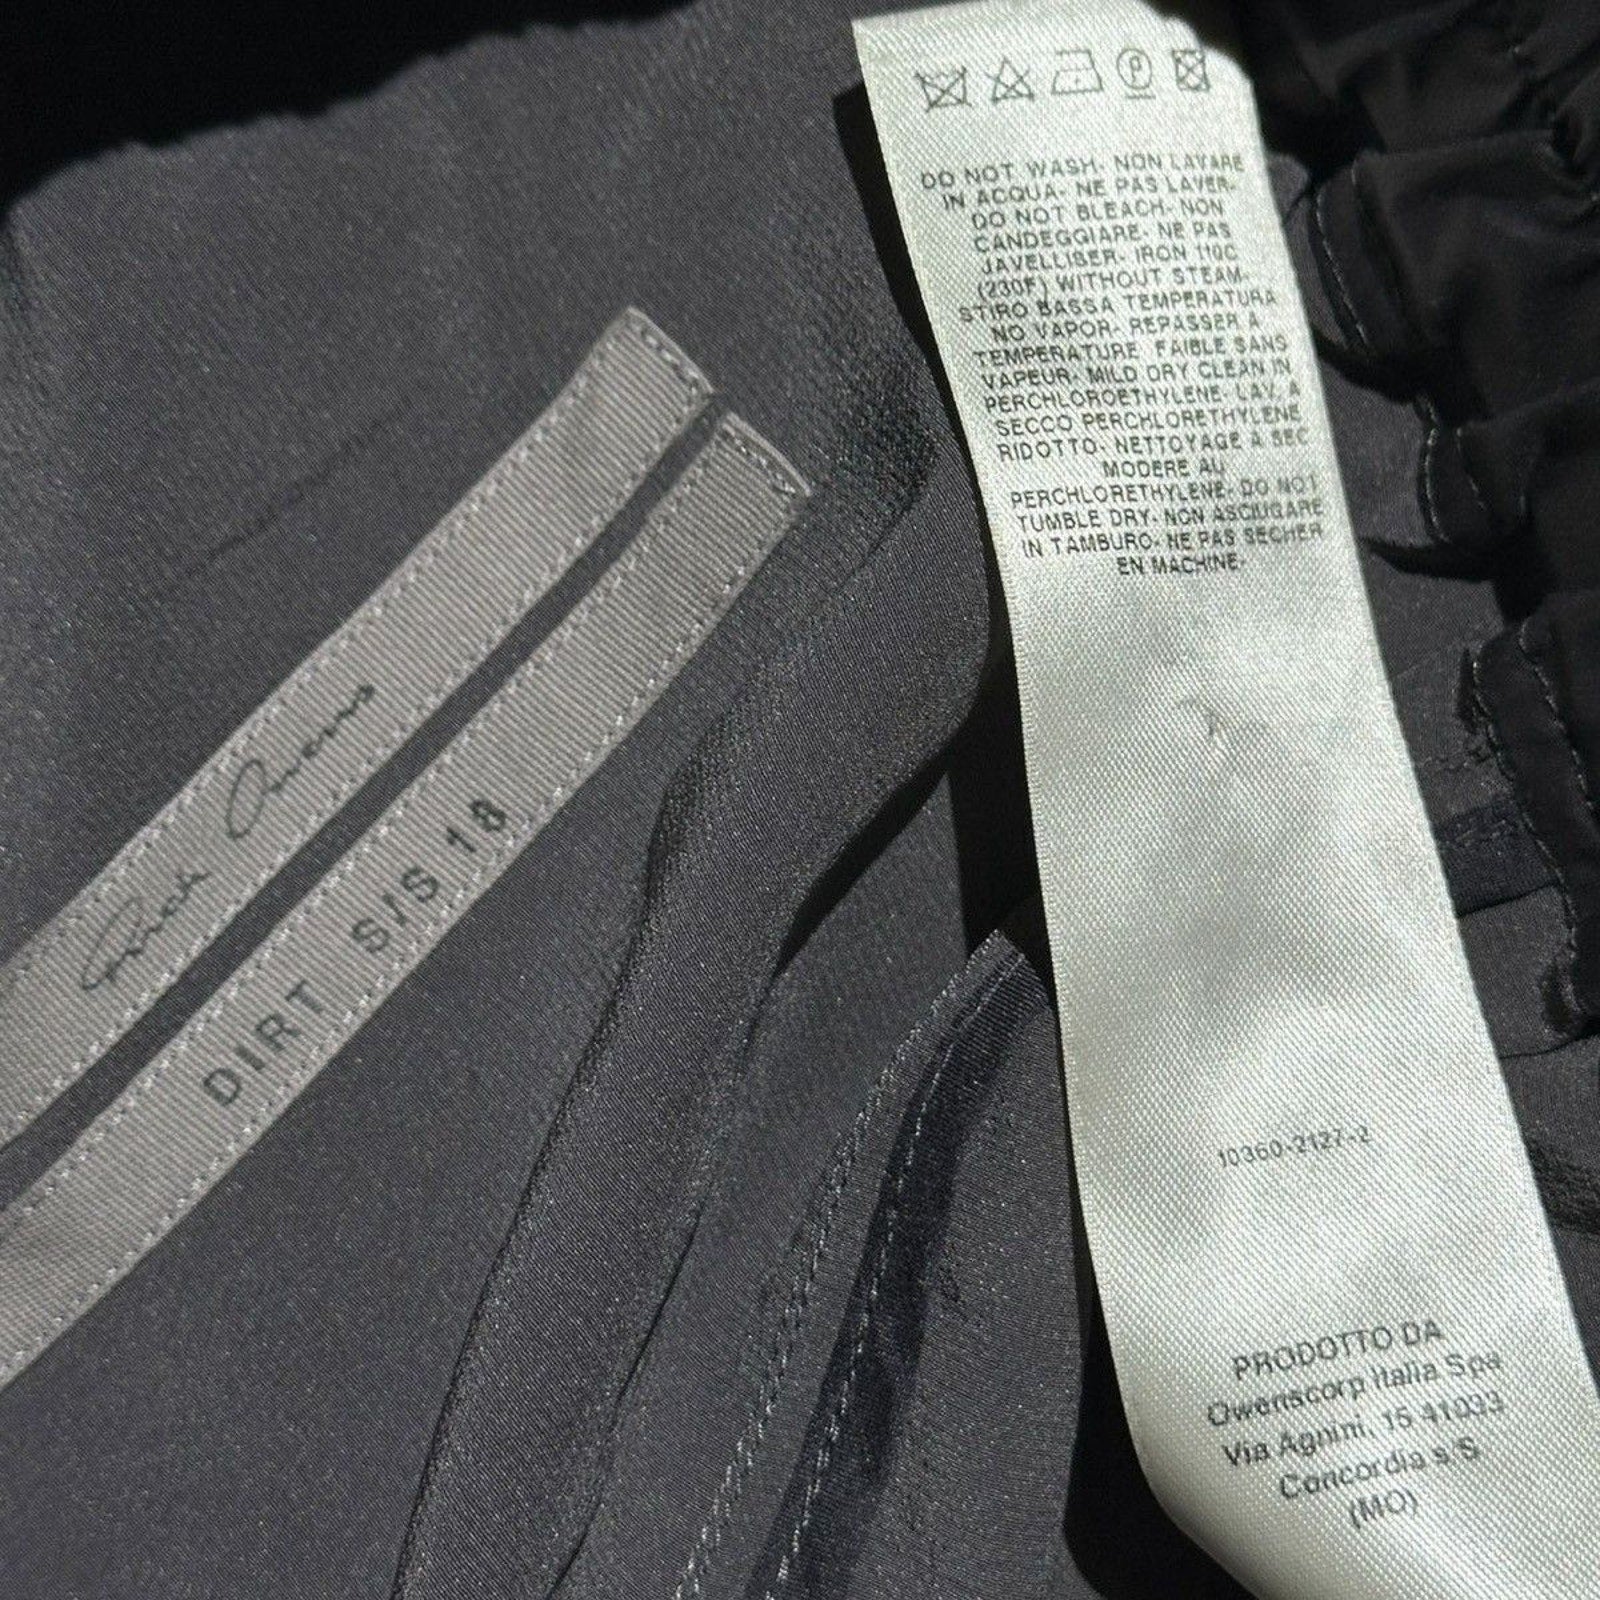 Rick Owens
DIRT S/S 18
DO NOT WASH- NON LAVARE
IN ACQUA- NE PAS LAVER-
DO NOT BLEACH- NON
CANDEGGIARE- NE PAS
JAVELLISER- IRON 110C
(230F) WITHOUT STEAM-
STIRO BASSA TEMPERATURA
NO VAPOR- REPASSER A
TEMPERATURE FAIBLE SANS
VAPEUR- MILD DRY CLEAN IN
PERCHLOROETHYLENE- LAV. A
SECCO PERCHLORETHYLENE
RIDOTTO- NETTOYAGE A SEC
MODERE AU
PERCHLORETHYLENE- DO NOT
TUMBLE DRY- NON ASCIUGARE
IN TAMBURO- NE PAS SECHER
EN MACHINE-
10360-2127-2
PRODOTTO DA
Owenscorp Italia Spa
Via Agnini, 15 41033
Concordia s/S
(MO)